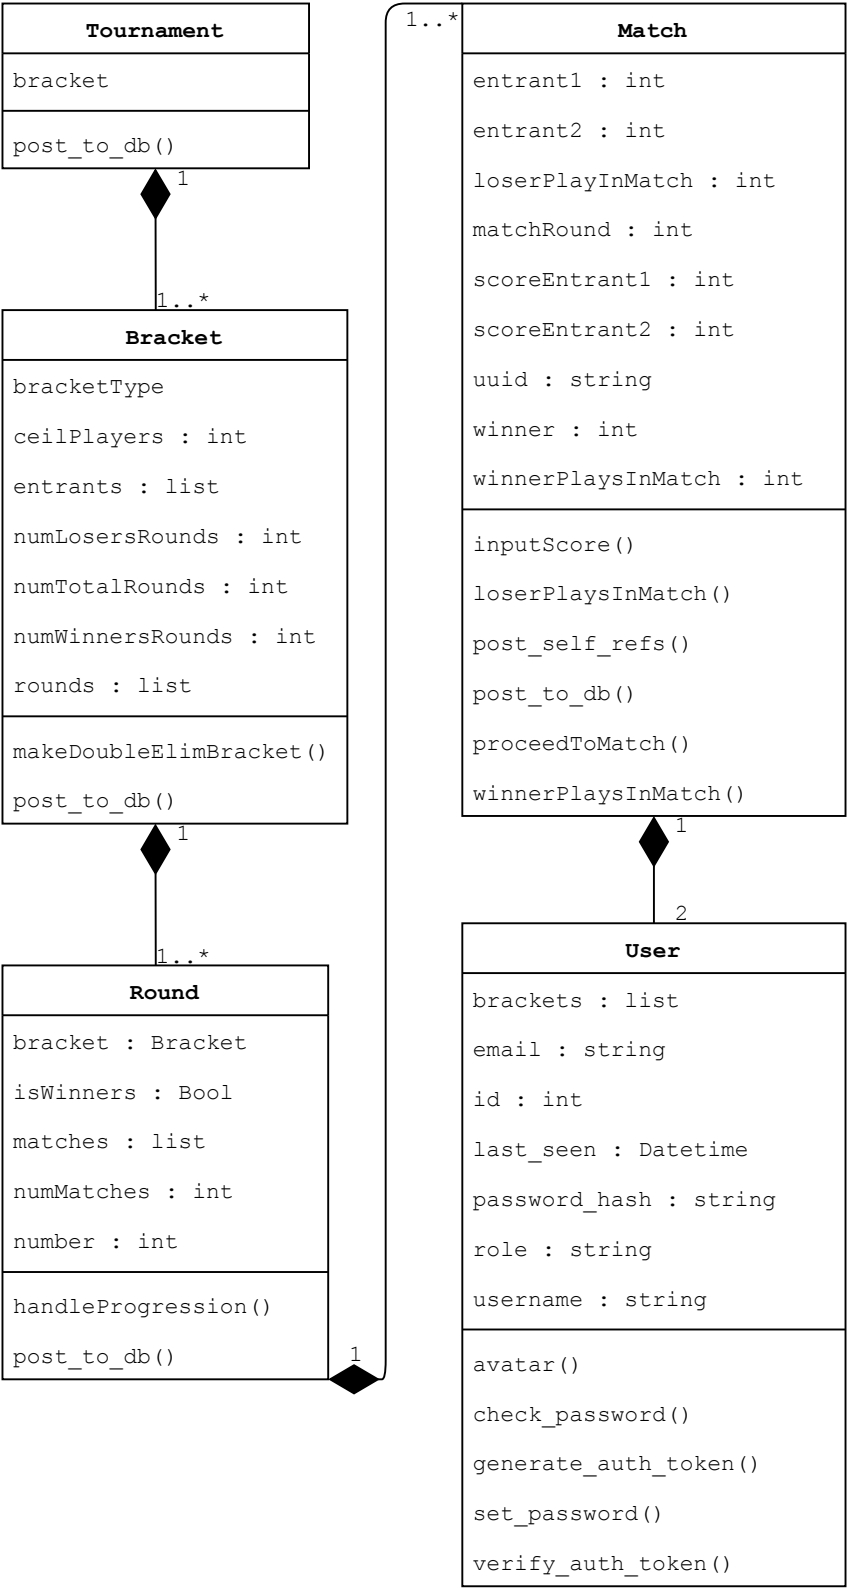 Tournament
bracket
post_to_db()
1
1..*
Bracket
bracketType
ceilPlayers : int
entrants : list
numLosersRounds : int
numTotalRounds : int
numWinnersRounds : int
rounds : list
makeDoubleElimBracket()
post_to_db()
1
1..*
Round
bracket : Bracket
isWinners : Bool
matches : list
numMatches : int
number : int
handleProgression()
post_to_db()
1
1..*
Match
entrant1 : int
entrant2 : int
loserPlayInMatch : int
matchRound : int
scoreEntrant1 : int
scoreEntrant2 : int
uuid : string
winner : int
winnerPlaysInMatch : int
inputScore()
loserPlaysInMatch()
post_self_refs()
post_to_db()
proceedToMatch()
winnerPlaysInMatch()
1
2
User
brackets : list
email : string
id : int
last_seen : Datetime
password_hash : string
role : string
username : string
avatar()
check_password()
generate_auth_token()
set_password()
verify_auth_token()